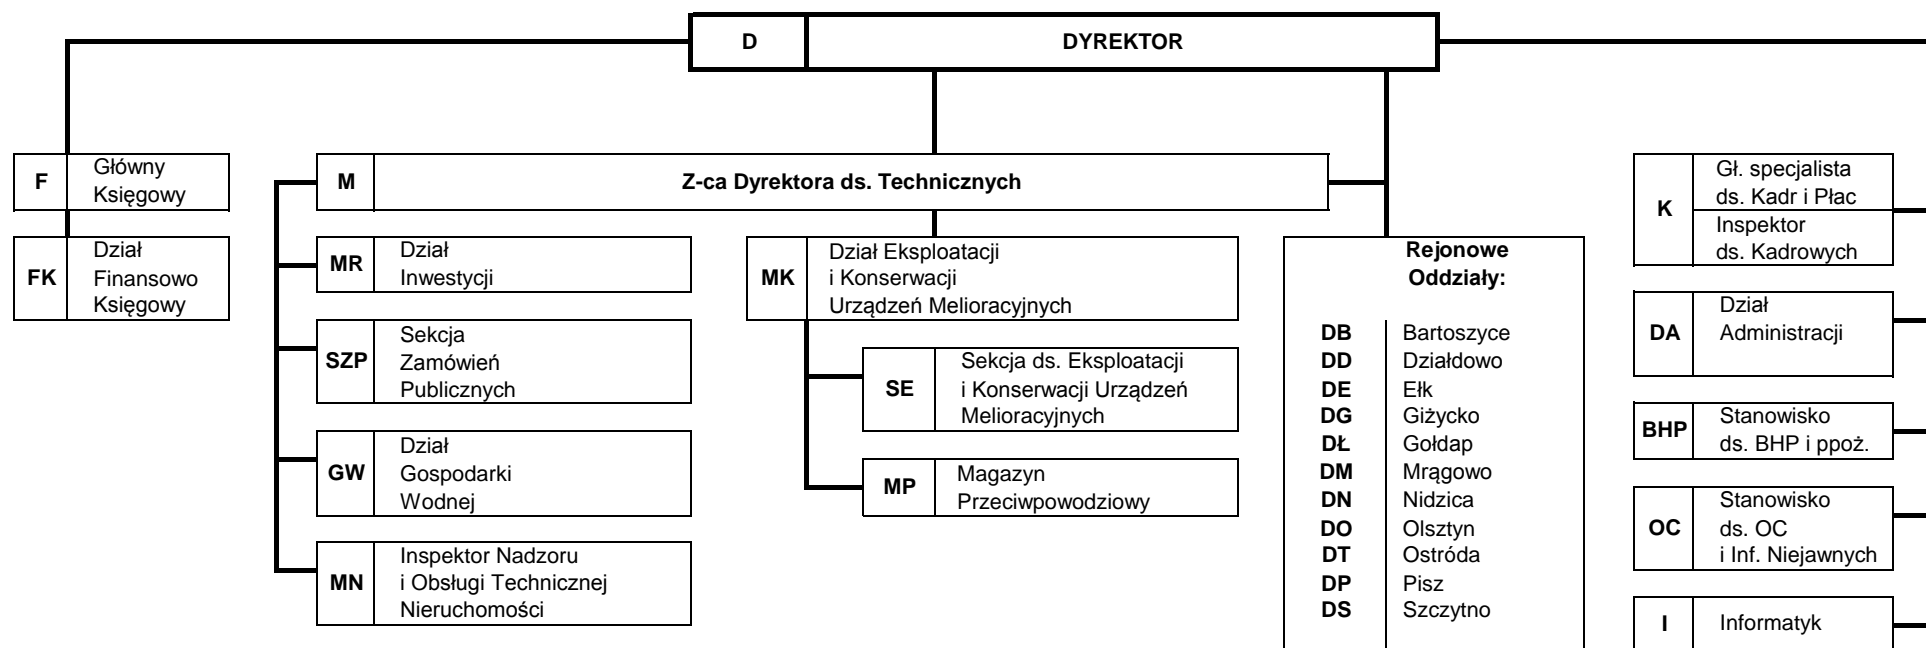 D DYREKTOR
F Główny
Księgowy
FK Dział
Finansowo
Księgowy
M Z-ca Dyrektora ds. Technicznych
MR Dział
Inwestycji
SZP Sekcja
Zamówień
Publicznych
GW Dział
Gospodarki
Wodnej
MN Inspektor Nadzoru
i Obsługi Technicznej
Nieruchomości
MK Dział Eksploatacji
i Konserwacji
Urządzeń Melioracyjnych
SE Sekcja ds. Eksploatacji
i Konserwacji Urządzeń
Melioracyjnych
MP Magazyn
Przeciwpowodziowy
Rejonowe
Oddziały:
DB Bartoszyce
DD Działdowo
DE Ełk
DG Giżycko
DŁ Gołdap
DM Mrągowo
DN Nidzica
DO Olsztyn
DT Ostróda
DP Pisz
DS Szczytno
K Gł. specjalista
ds. Kadr i Płac
Inspektor
ds. Kadrowych
DA Dział
Administracji
BHP Stanowisko
ds. BHP i ppoż.
OC Stanowisko
ds. OC
i Inf. Niejawnych
I Informatyk